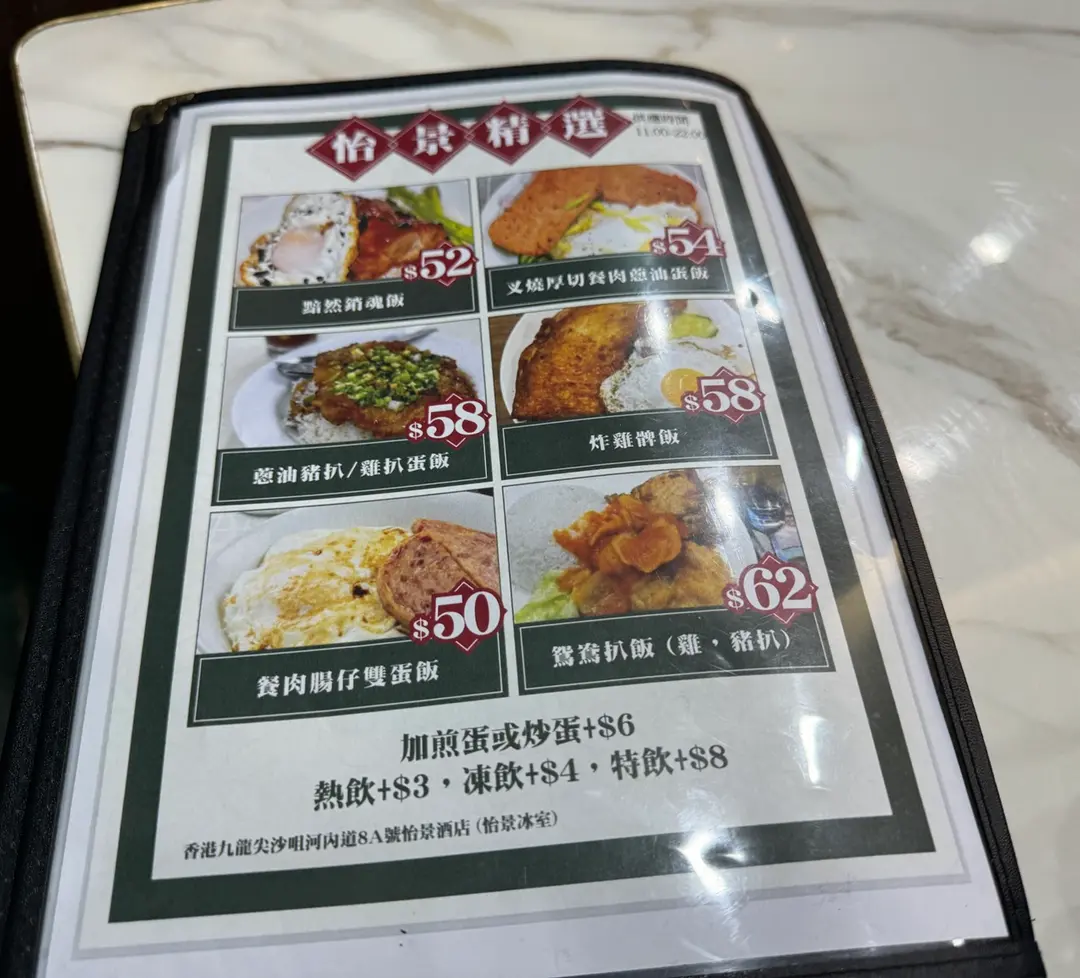 怡景精選
供應時間
11:00-22:00
$52
黯然銷魂飯
$54
叉燒厚切餐肉蔥油蛋飯
$58
蔥油豬扒/雞扒蛋飯
$58
炸雞髀飯
$50
餐肉腸仔雙蛋飯
$62
鴛鴦扒飯（雞，豬扒）
加煎蛋或炒蛋+$6
熱飲+$3，凍飲+$4，特飲+$8
香港九龍尖沙咀河內道8A號怡景酒店（怡景冰室）